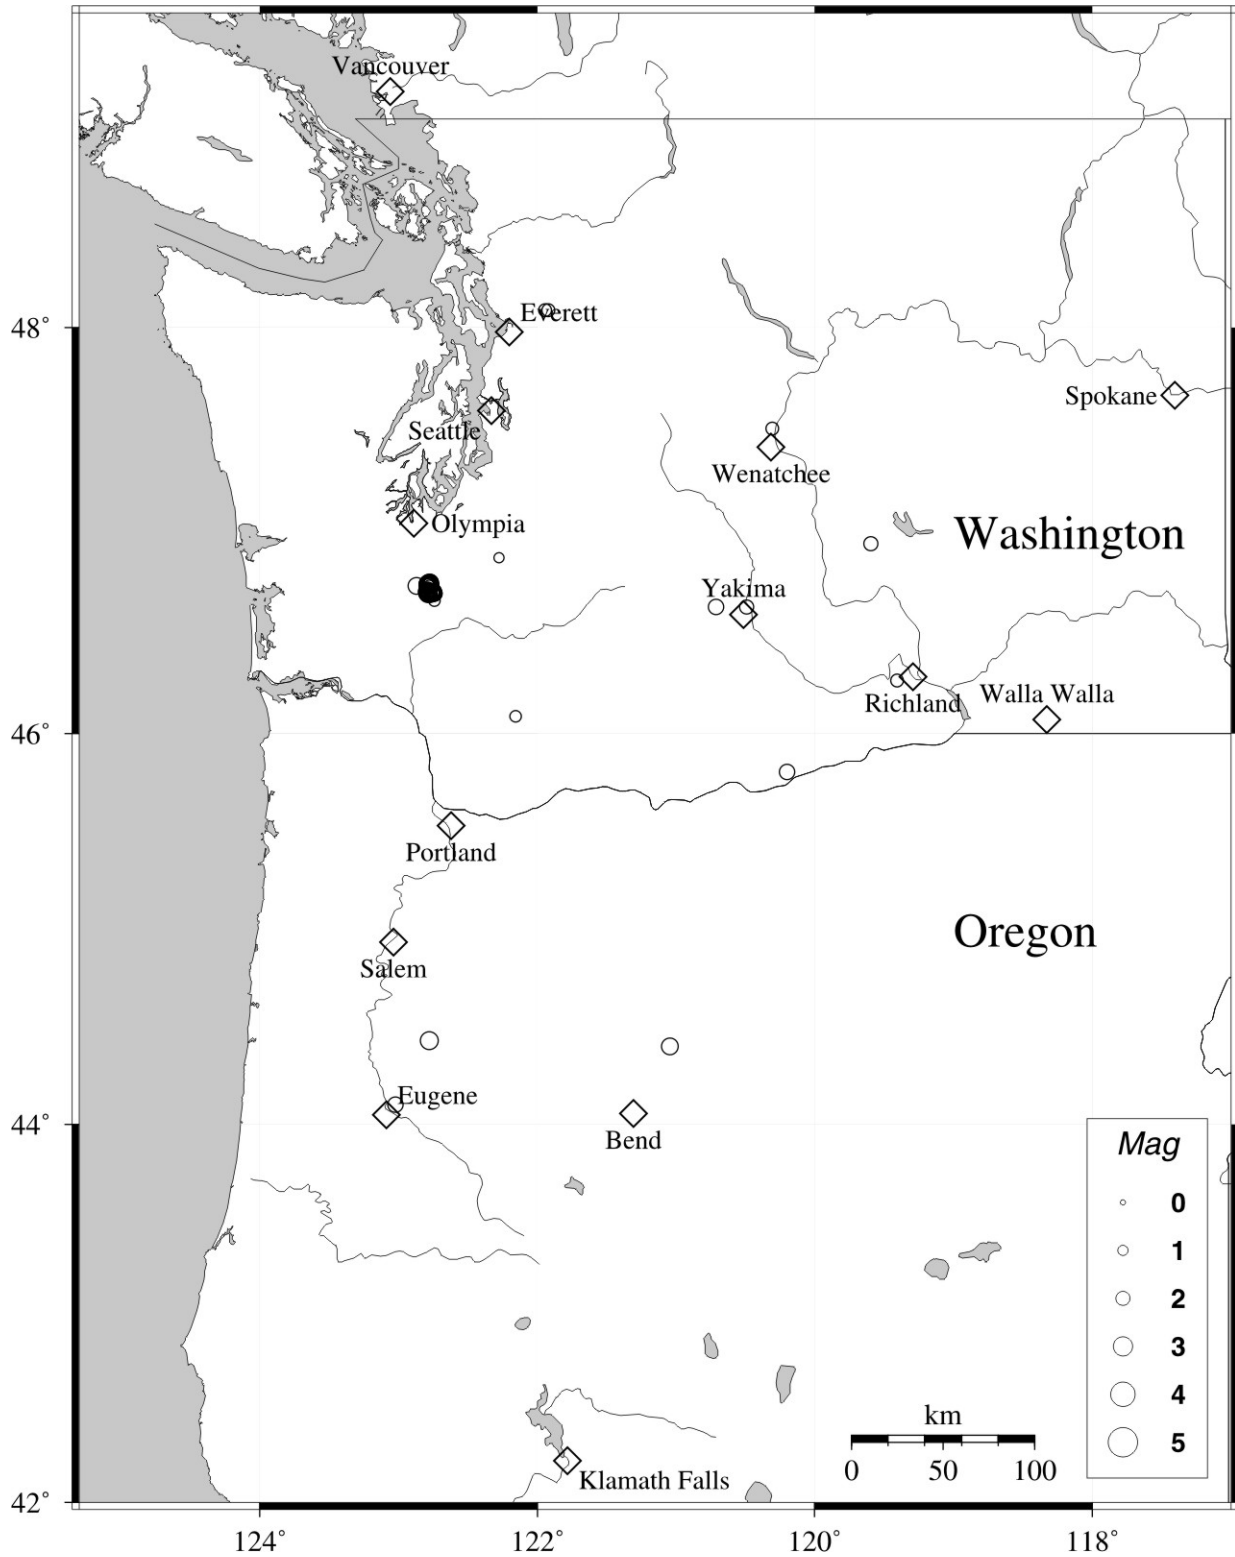 Vancouver
Everett
48°
Spokane
Seattle
Wenatchee
Olympia
Washington
Yakima
Richland
Walla Walla
46°
Portland
Oregon
Salem
Eugene
44°
Bend
Mag
0
1
2
3
4
5
km
0 50 100
Klamath Falls
42°
124° 122° 120° 118°